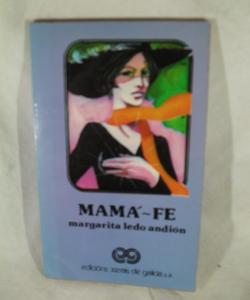 MAMÁ~FE
margarita ledo andión
edicións xerais de galicia, s.a.